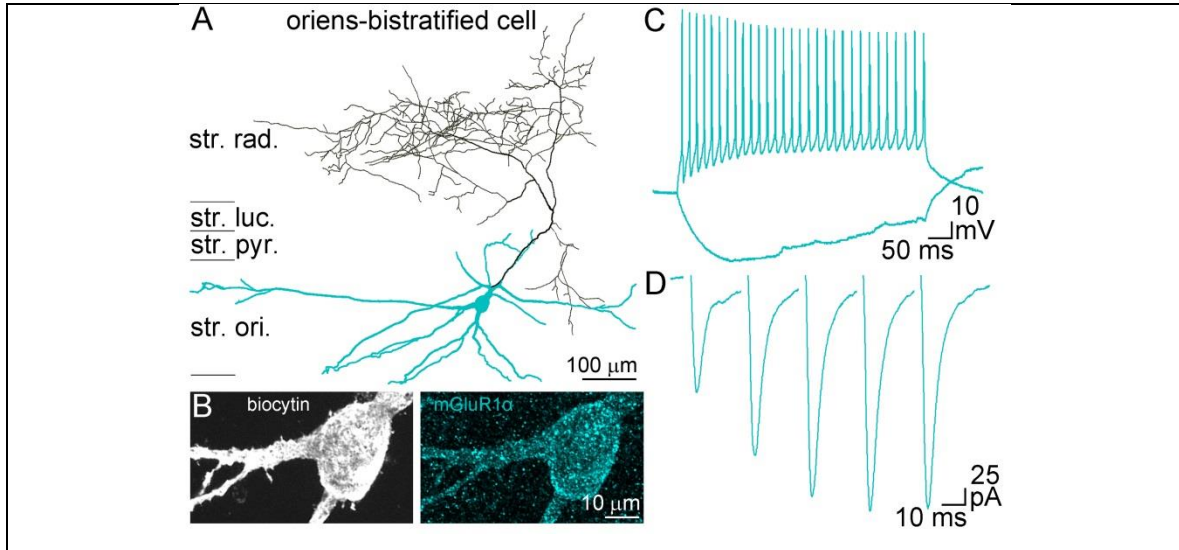 A
oriens-bistratified cell
str. rad.
str. luc.
str. pyr.
str. ori.
100 μm
B
biocytin
mGluR1α
10 μm
C
10
mV
50 ms
D
25
pA
10 ms